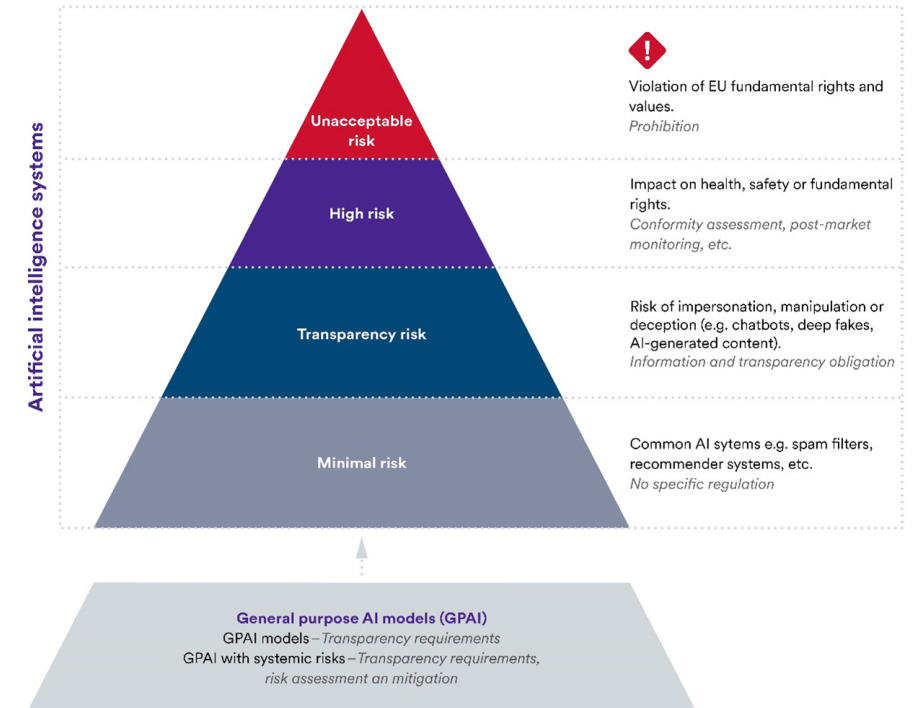 Artificial intelligence systems
Unacceptable
risk
!
Violation of EU fundamental rights and
values.
Prohibition
High risk
Impact on health, safety or fundamental
rights.
Conformity assessment, post-market
monitoring, etc.
Transparency risk
Risk of impersonation, manipulation or
deception (e.g. chatbots, deep fakes,
AI-generated content).
Information and transparency obligation
Minimal risk
Common AI sytems e.g. spam filters,
recommender systems, etc.
No specific regulation
General purpose AI models (GPAI)
GPAI models – Transparency requirements
GPAI with systemic risks – Transparency requirements,
risk assessment an mitigation